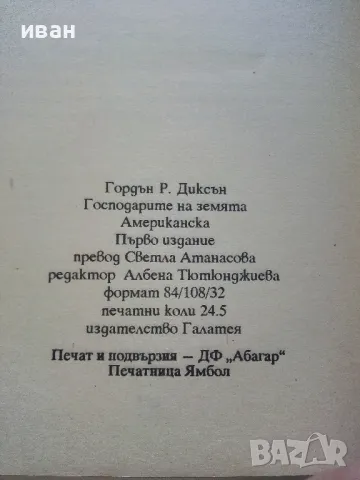 иван
Гордън Р. Диксън
Господарите на земята
Американска
Първо издание
превод Светла Атанасова
редактор Албена Тютюнджиева
формат 84/108/32
печатни коли 24.5
издателство Галатея
Печат и подвързия — ДФ „Абагар"
Печатница Ямбол
BAZAR